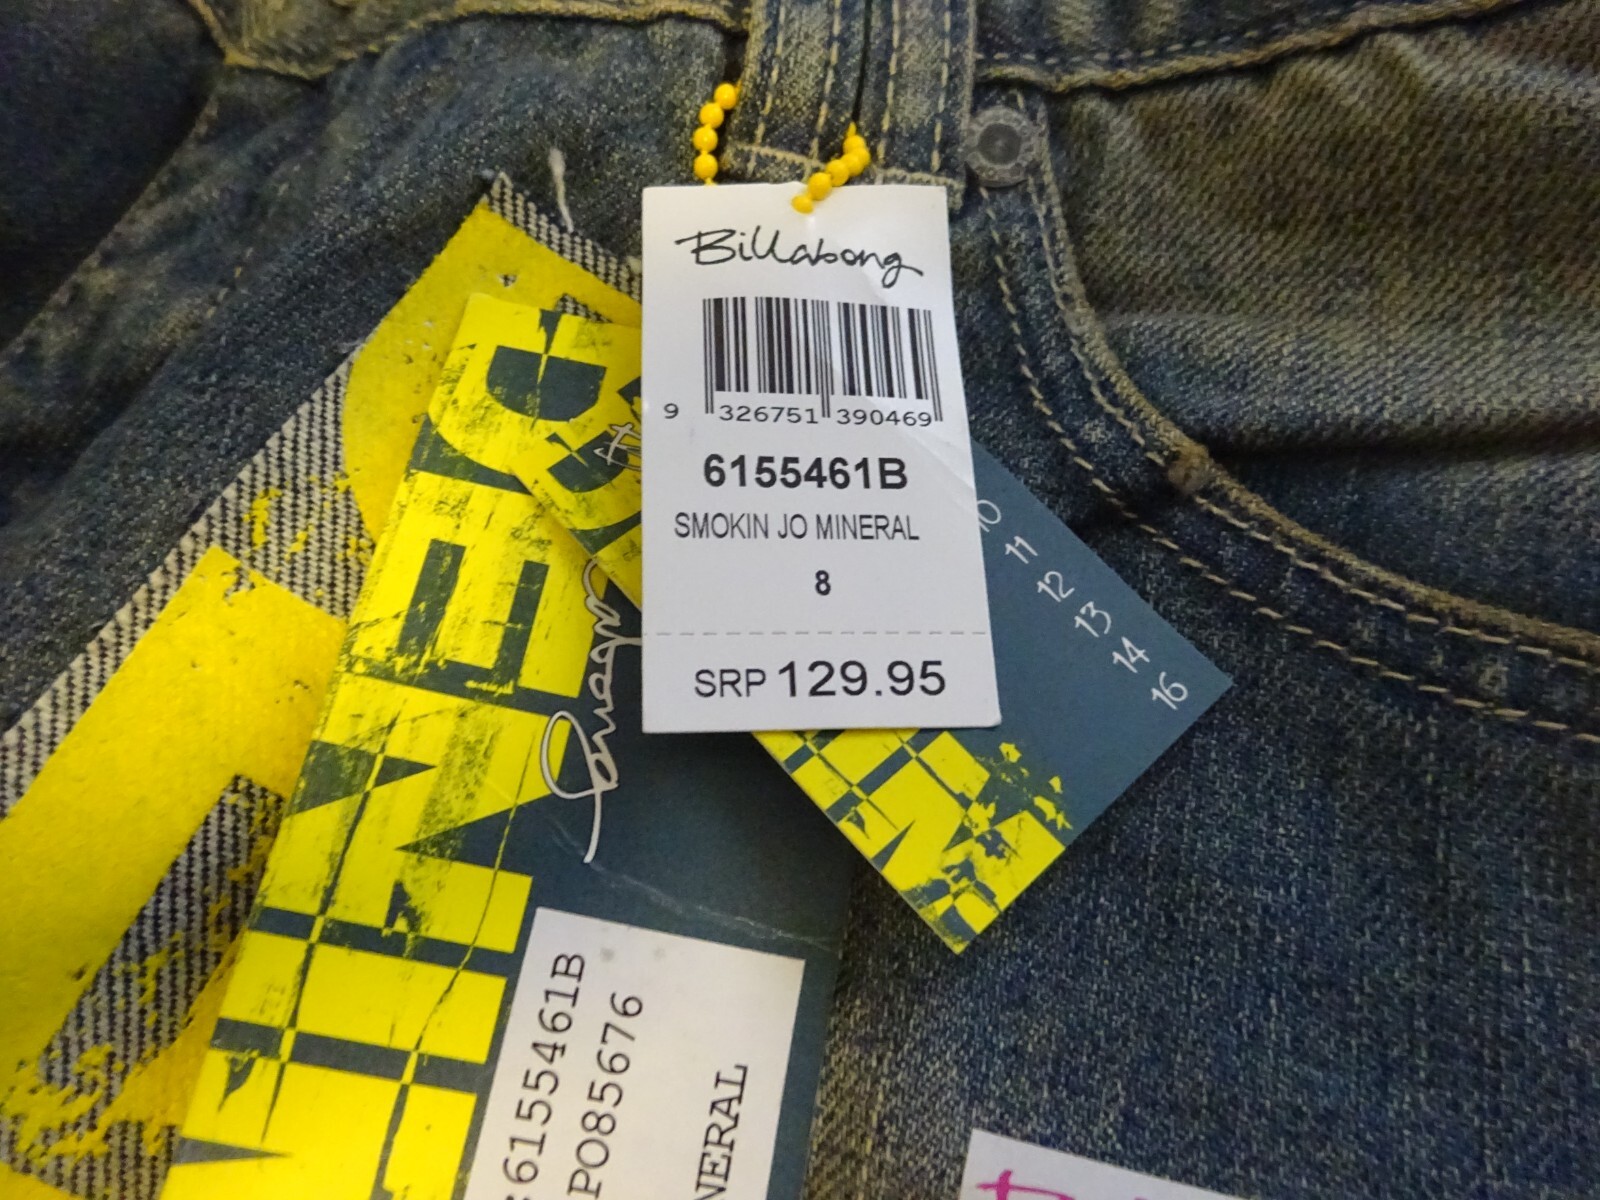 Billabong
9 326751 390469
6155461B
SMOKIN JO MINERAL
8
SRP 129.95
10
11
12
13
14
16
6155461B
PO85676
NERAL